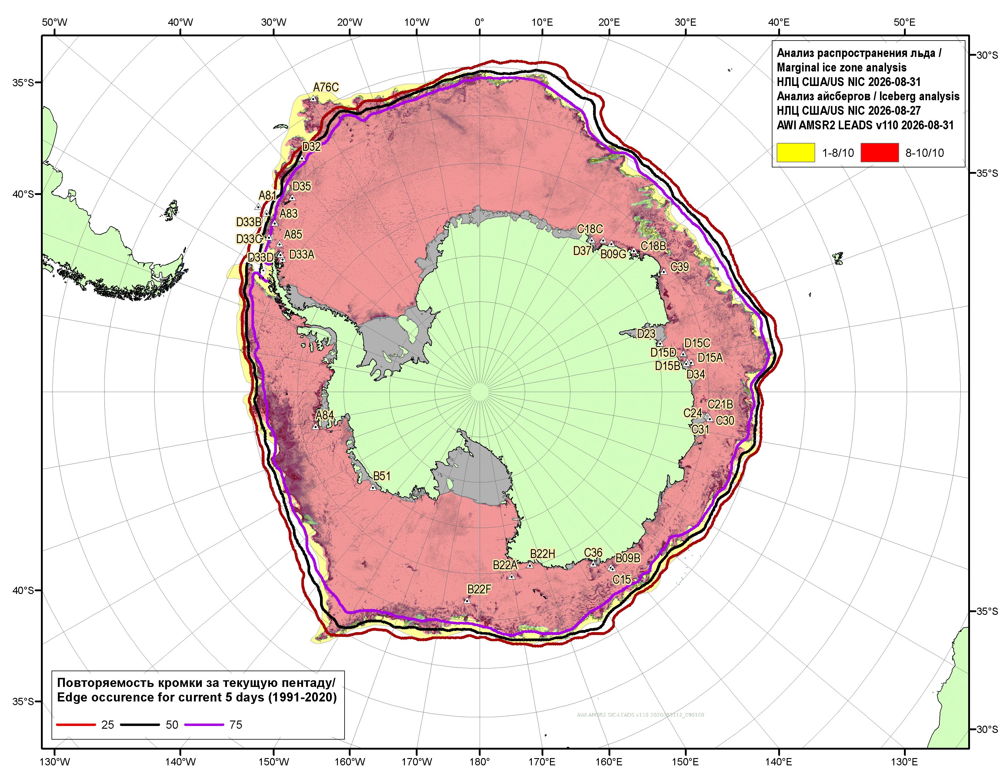 50°W 40°W 30°W 20°W 10°W 0° 10°E 20°E 30°E 40°E 50°E
Анализ распространения льда /
Marginal ice zone analysis
НЛЦ США/US NIC 2026-08-31
Анализ айсбергов / Iceberg analysis
НЛЦ США/US NIC 2026-08-27
AWI AMSR2 LEADS v110 2026-08-31
1-8/10 8-10/10
30°S
35°S
A76C
D32
35°S
D35
40°S
A81
A83
D33B
C18C
A85
D33C
C18B
D37
B09G
D33A
D33D
C39
D23
D15C
D15D
D15A
D15B
D34
C21B
C24
A84
C30
C31
B51
C36
B22H
B09B
B22A
C15
B22F
40°S
35°S
Повторяемость кромки за текущую пентаду/
Edge occurence for current 5 days (1991-2020)
25 50 75
35°S
AWI AMSR2 SIC-LEADS v110 2026083112_090100
30°S
130°W 140°W 150°W 160°W 170°W 180° 170°E 160°E 150°E 140°E 130°E